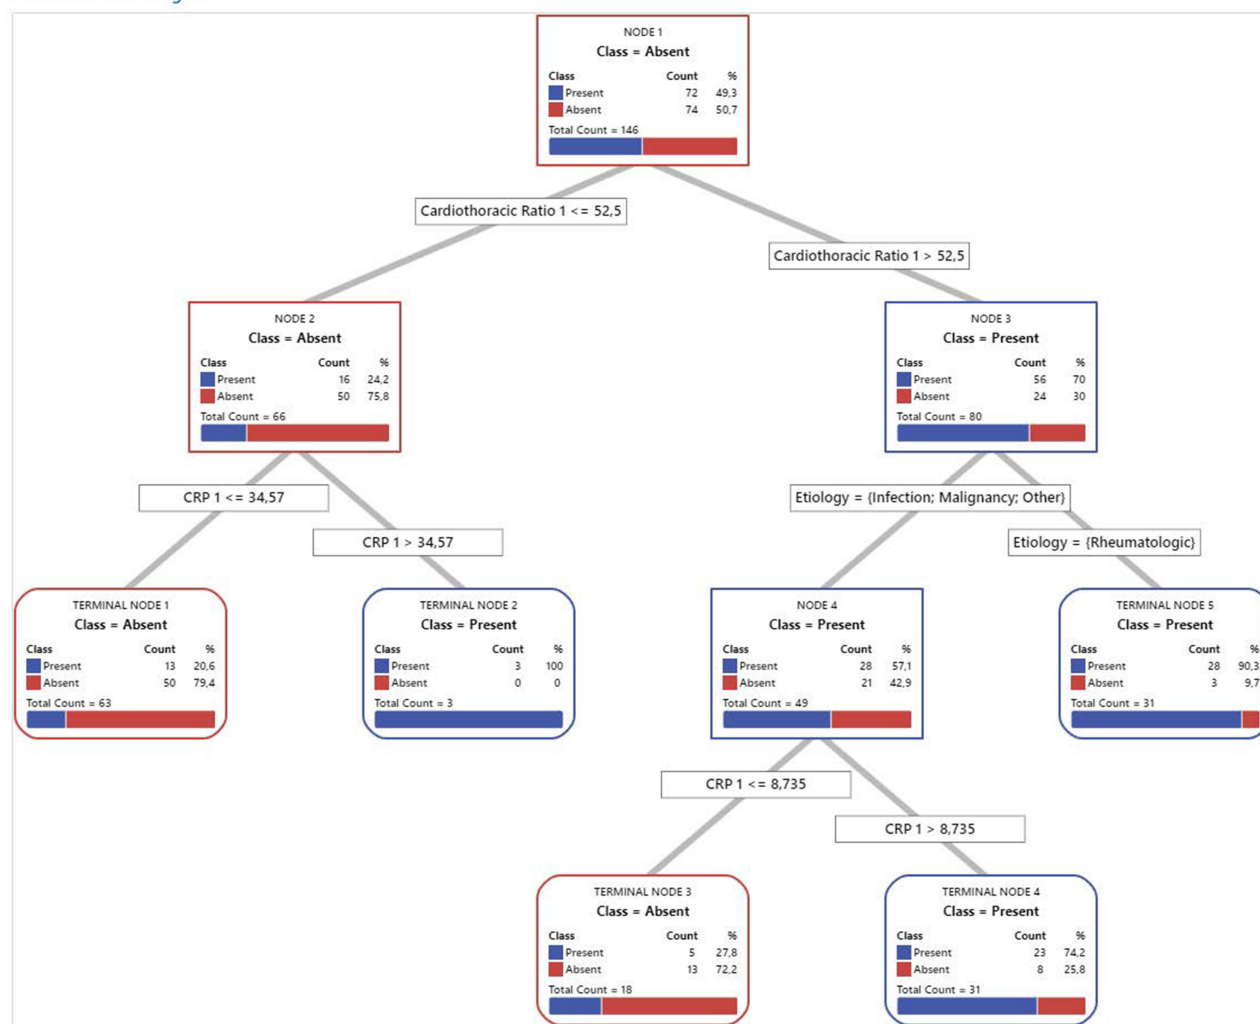 NODE 1
Class = Absent
Class Count %
Present 72 49,3
Absent 74 50,7
Total Count = 146
Cardiothoracic Ratio 1 <= 52,5
Cardiothoracic Ratio 1 > 52,5
NODE 2
Class = Absent
Class Count %
Present 16 24,2
Absent 50 75,8
Total Count = 66
NODE 3
Class = Present
Class Count %
Present 56 70
Absent 24 30
Total Count = 80
CRP 1 <= 34,57
CRP 1 > 34,57
Etiology = {Infection; Malignancy; Other}
Etiology = {Rheumatologic}
TERMINAL NODE 1
Class = Absent
Class Count %
Present 13 20,6
Absent 50 79,4
Total Count = 63
TERMINAL NODE 2
Class = Present
Class Count %
Present 3 100
Absent 0 0
Total Count = 3
NODE 4
Class = Present
Class Count %
Present 28 57,1
Absent 21 42,9
Total Count = 49
TERMINAL NODE 5
Class = Present
Class Count %
Present 28 90,3
Absent 3 9,7
Total Count = 31
CRP 1 <= 8,735
CRP 1 > 8,735
TERMINAL NODE 3
Class = Absent
Class Count %
Present 5 27,8
Absent 13 72,2
Total Count = 18
TERMINAL NODE 4
Class = Present
Class Count %
Present 23 74,2
Absent 8 25,8
Total Count = 31